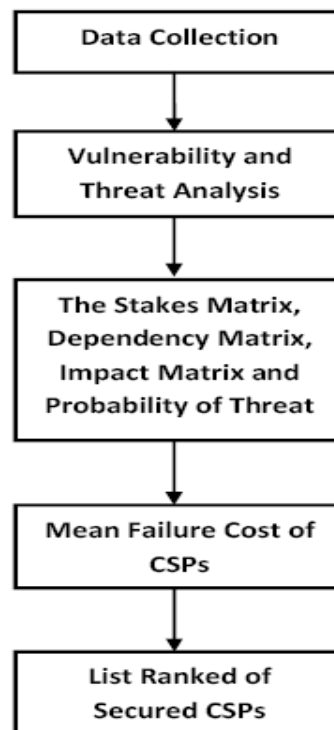 Data Collection
Vulnerability and
Threat Analysis
The Stakes Matrix,
Dependency Matrix,
Impact Matrix and
Probability of Threat
Mean Failure Cost of
CSPs
List Ranked of
Secured CSPs